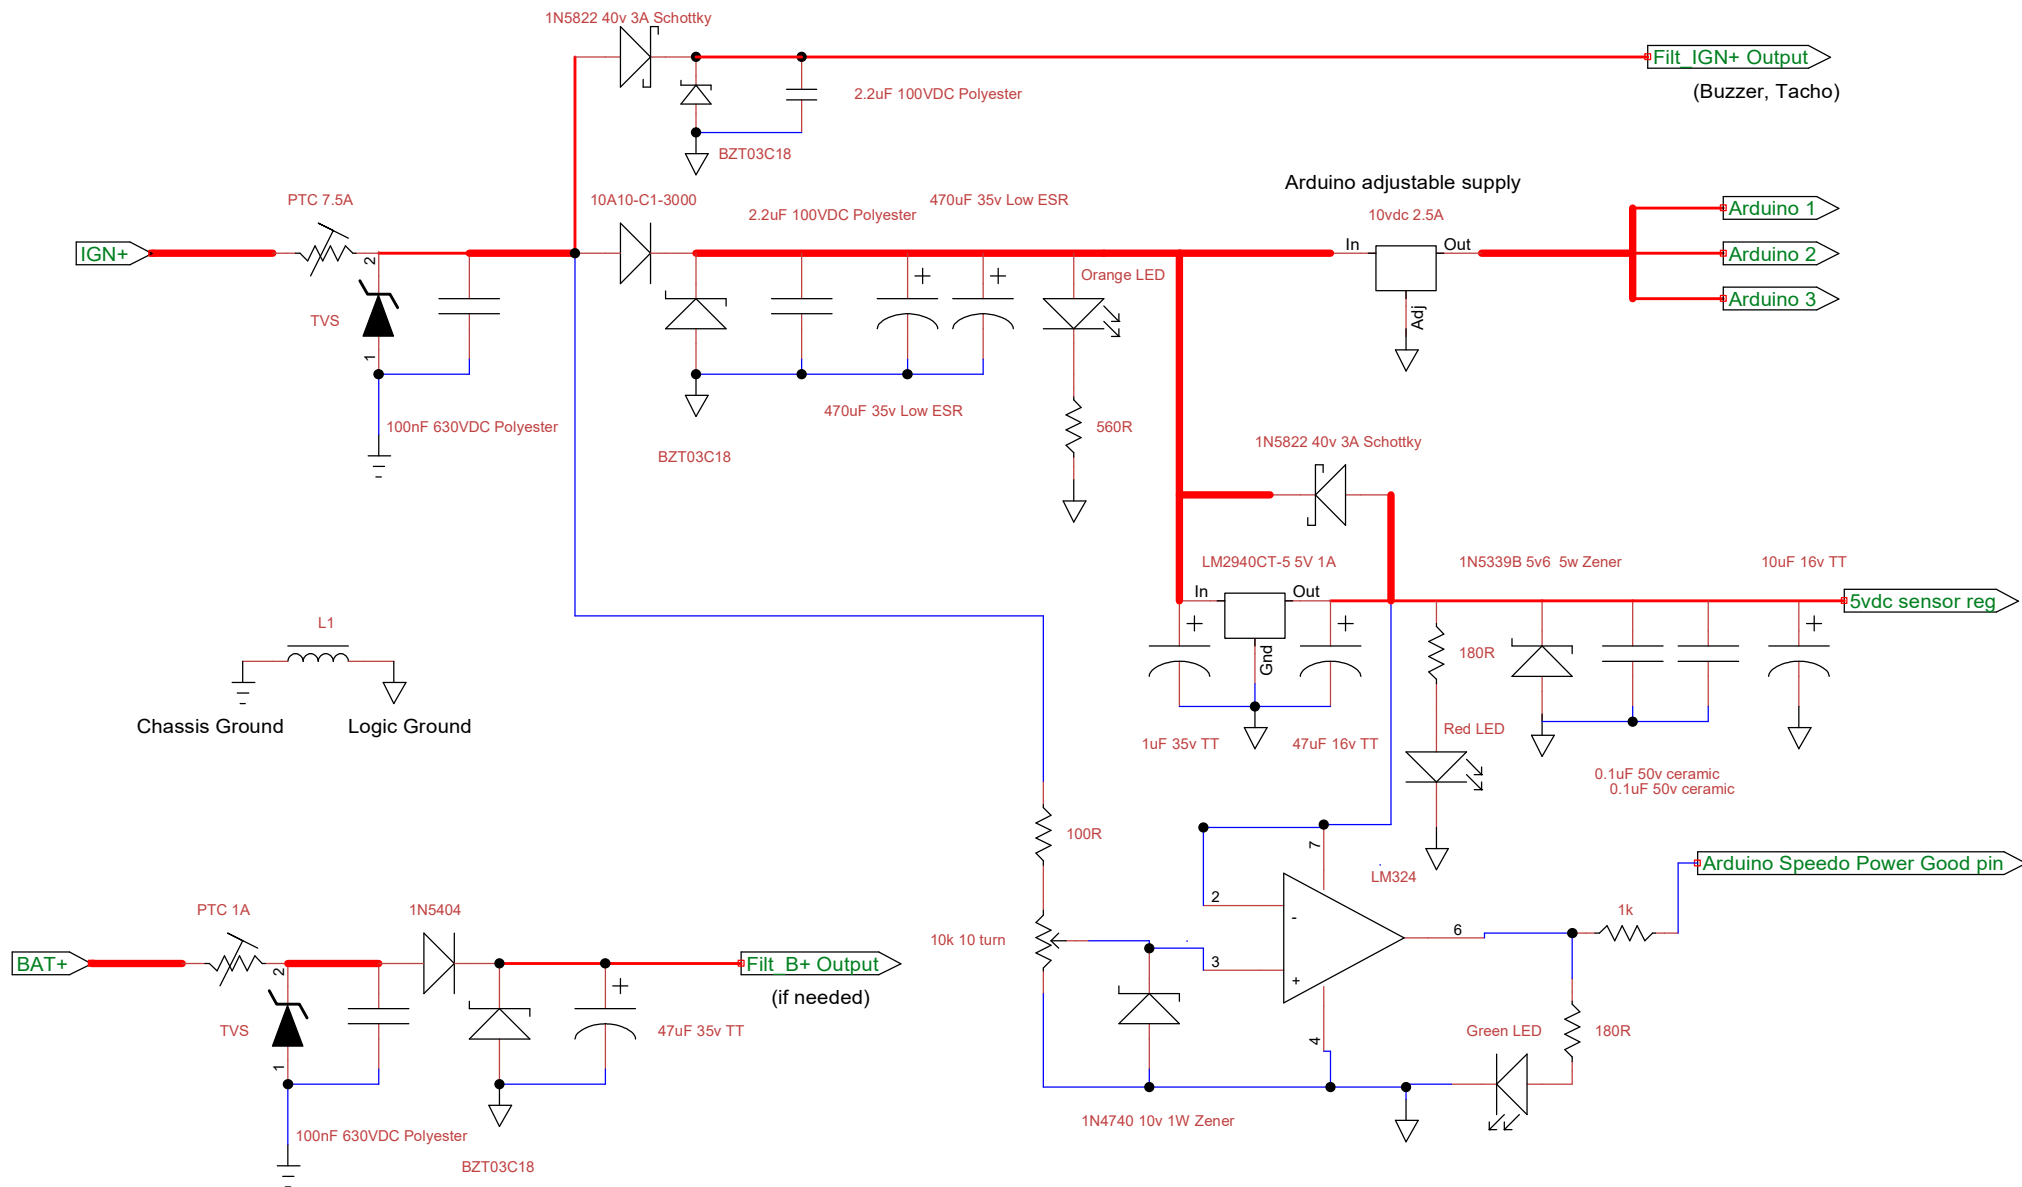 1N5822 40v 3A Schottky
Filt_IGN+ Output
2.2uF 100VDC Polyester
(Buzzer, Tacho)
BZT03C18
Arduino adjustable supply
PTC 7.5A
10A10-C1-3000
2.2uF 100VDC Polyester
470uF 35v Low ESR
10vdc 2.5A
Arduino 1
IGN+
In
Out
Arduino 2
2
+
+
Orange LED
Arduino 3
TVS
Adj
1
470uF 35v Low ESR
100nF 630VDC Polyester
560R
BZT03C18
1N5822 40v 3A Schottky
LM2940CT-5 5V 1A
1N5339B 5v6 5w Zener
10uF 16v TT
In
Out
5vdc sensor reg
L1
+
+
+
180R
Gnd
Chassis Ground
Logic Ground
1uF 35v TT
47uF 16v TT
Red LED
0.1uF 50v ceramic
0.1uF 50v ceramic
100R
7
LM324
Arduino Speedo Power Good pin
2
-
PTC 1A
1N5404
1k
10k 10 turn
6
BAT+
2
Filt_B+ Output
3
+
+
(if needed)
TVS
47uF 35v TT
Green LED
180R
1
4
1N4740 10v 1W Zener
100nF 630VDC Polyester
BZT03C18